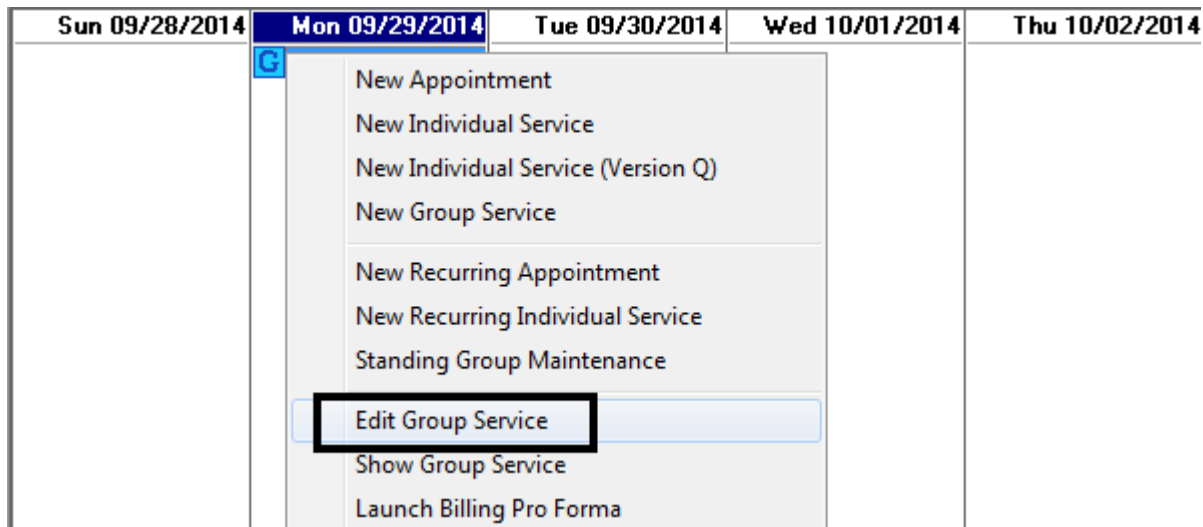 Sun 09/28/2014 Mon 09/29/2014 Tue 09/30/2014 Wed 10/01/2014 Thu 10/02/2014
G
New Appointment
New Individual Service
New Individual Service (Version Q)
New Group Service
New Recurring Appointment
New Recurring Individual Service
Standing Group Maintenance
Edit Group Service
Show Group Service
Launch Billing Pro Forma